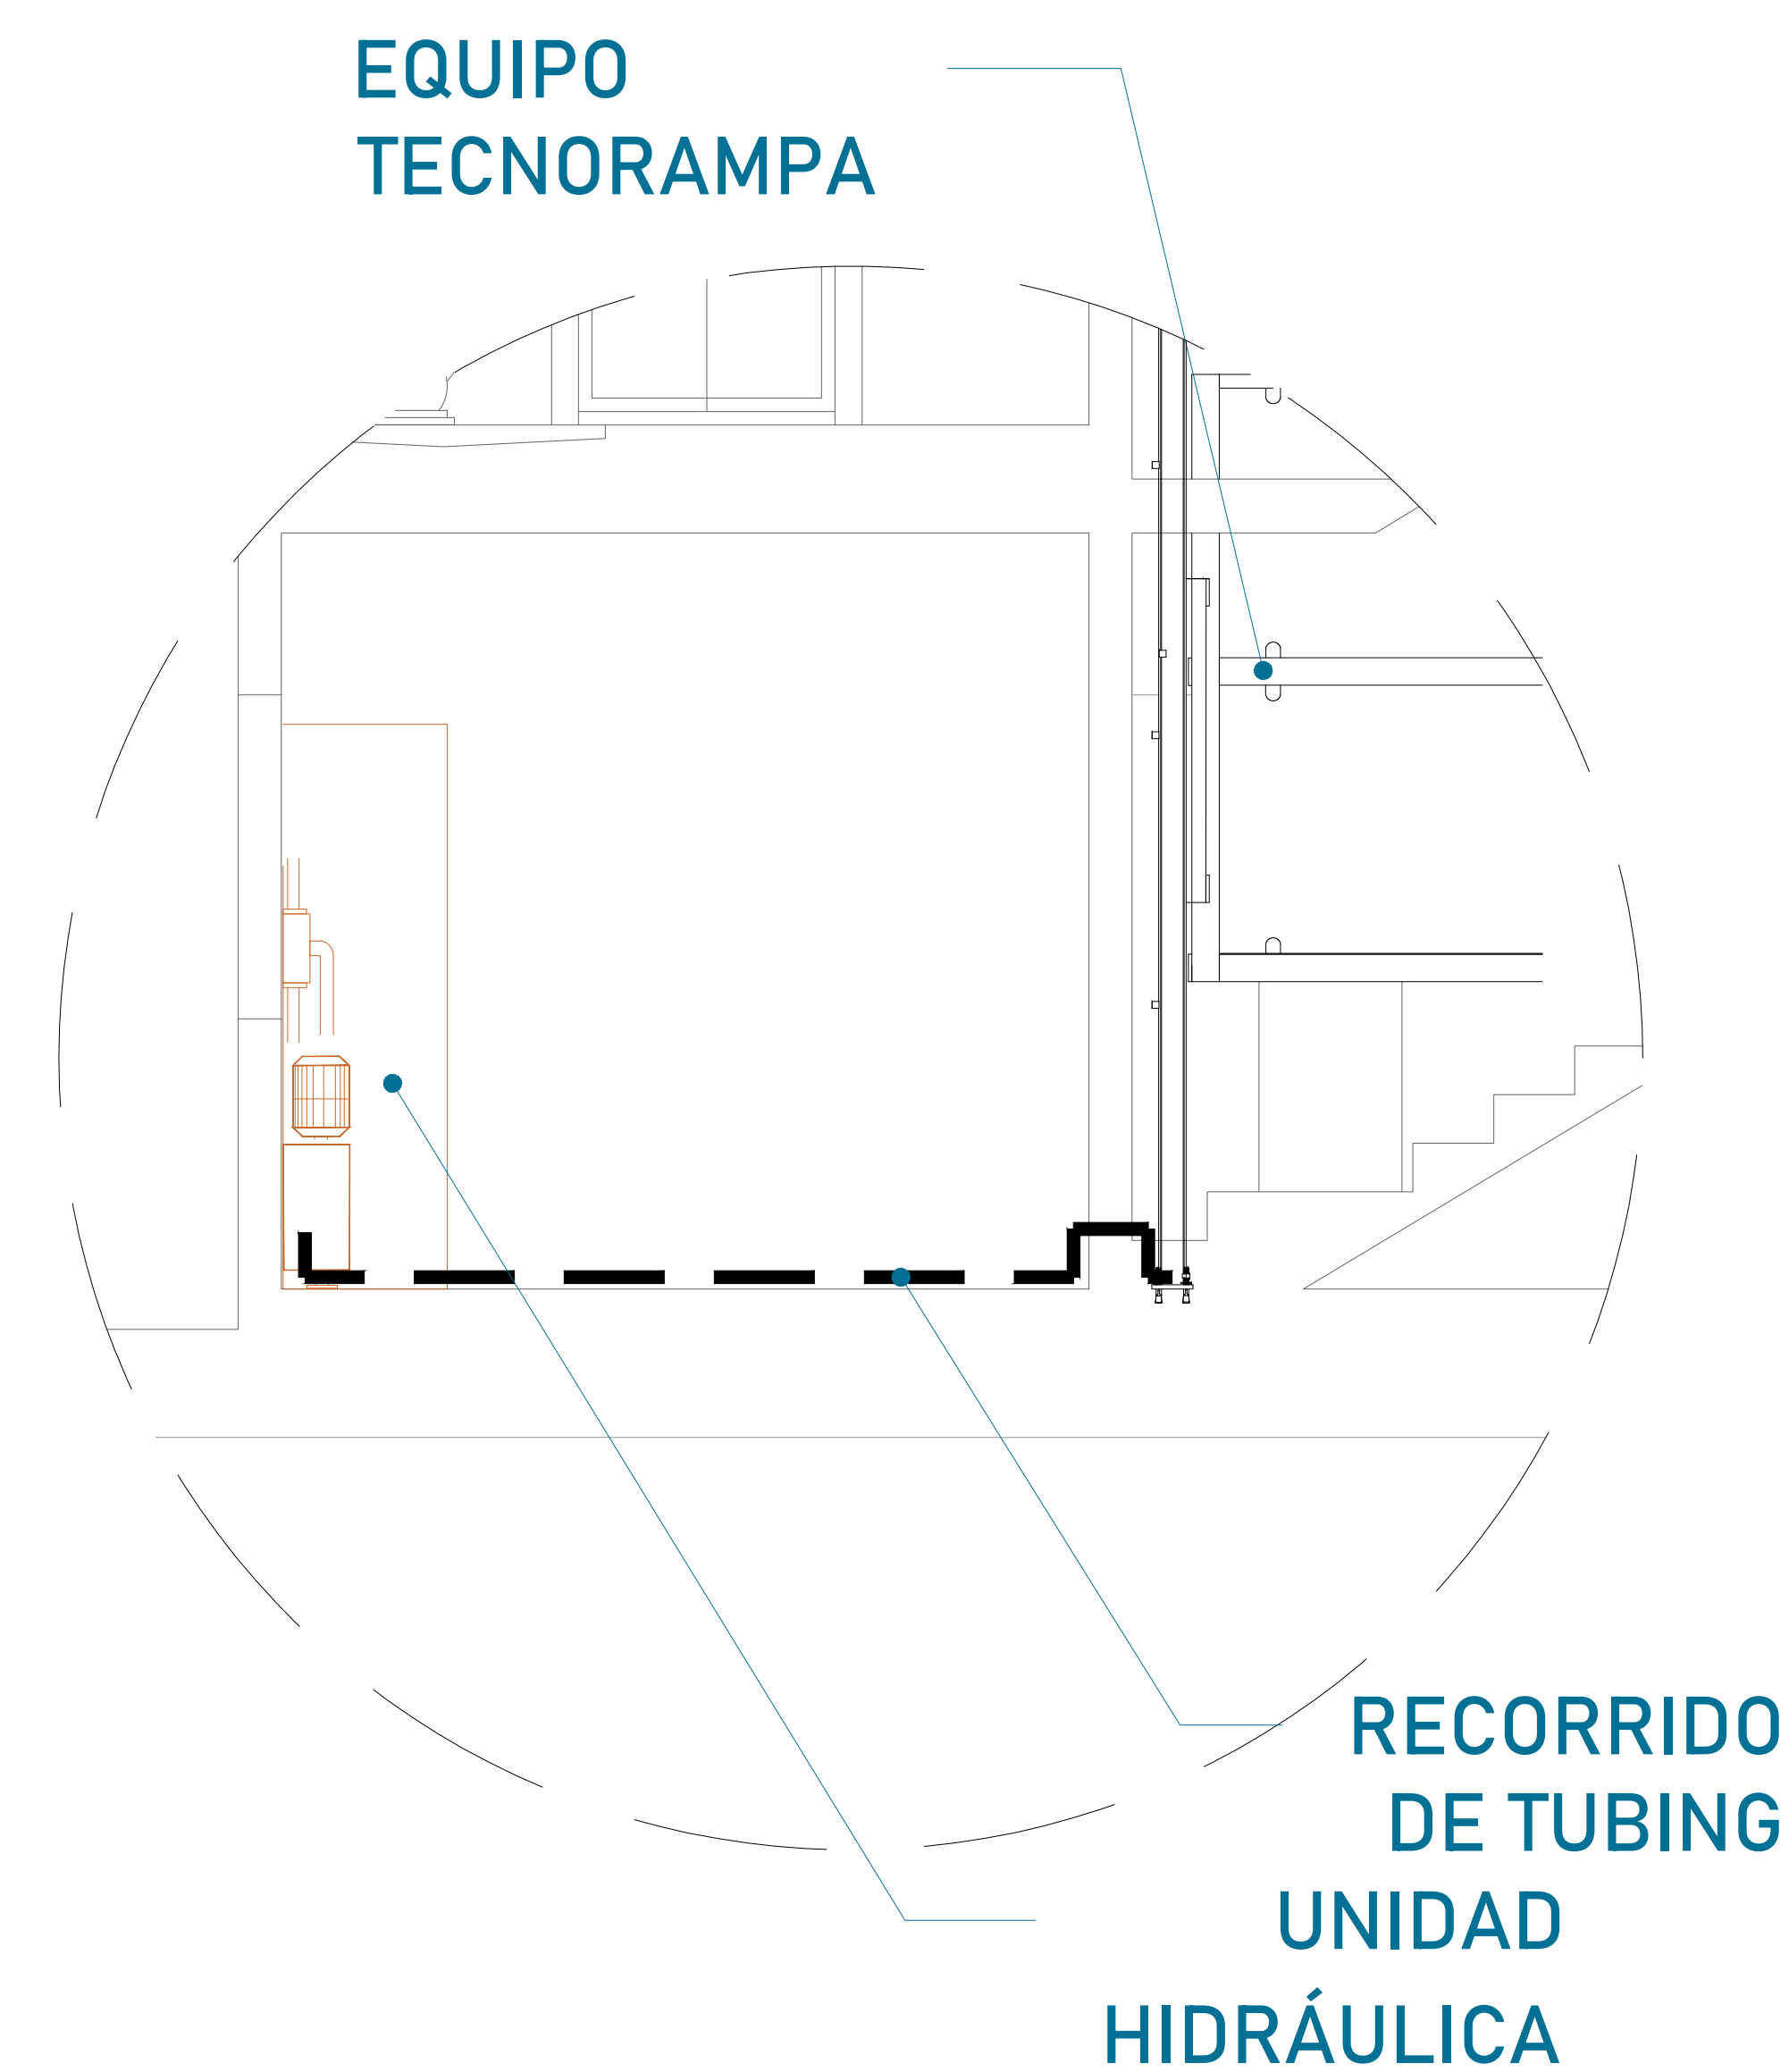 EQUIPO
TECNORAMPA
RECORRIDO
DE TUBING
UNIDAD
HIDRÁULICA